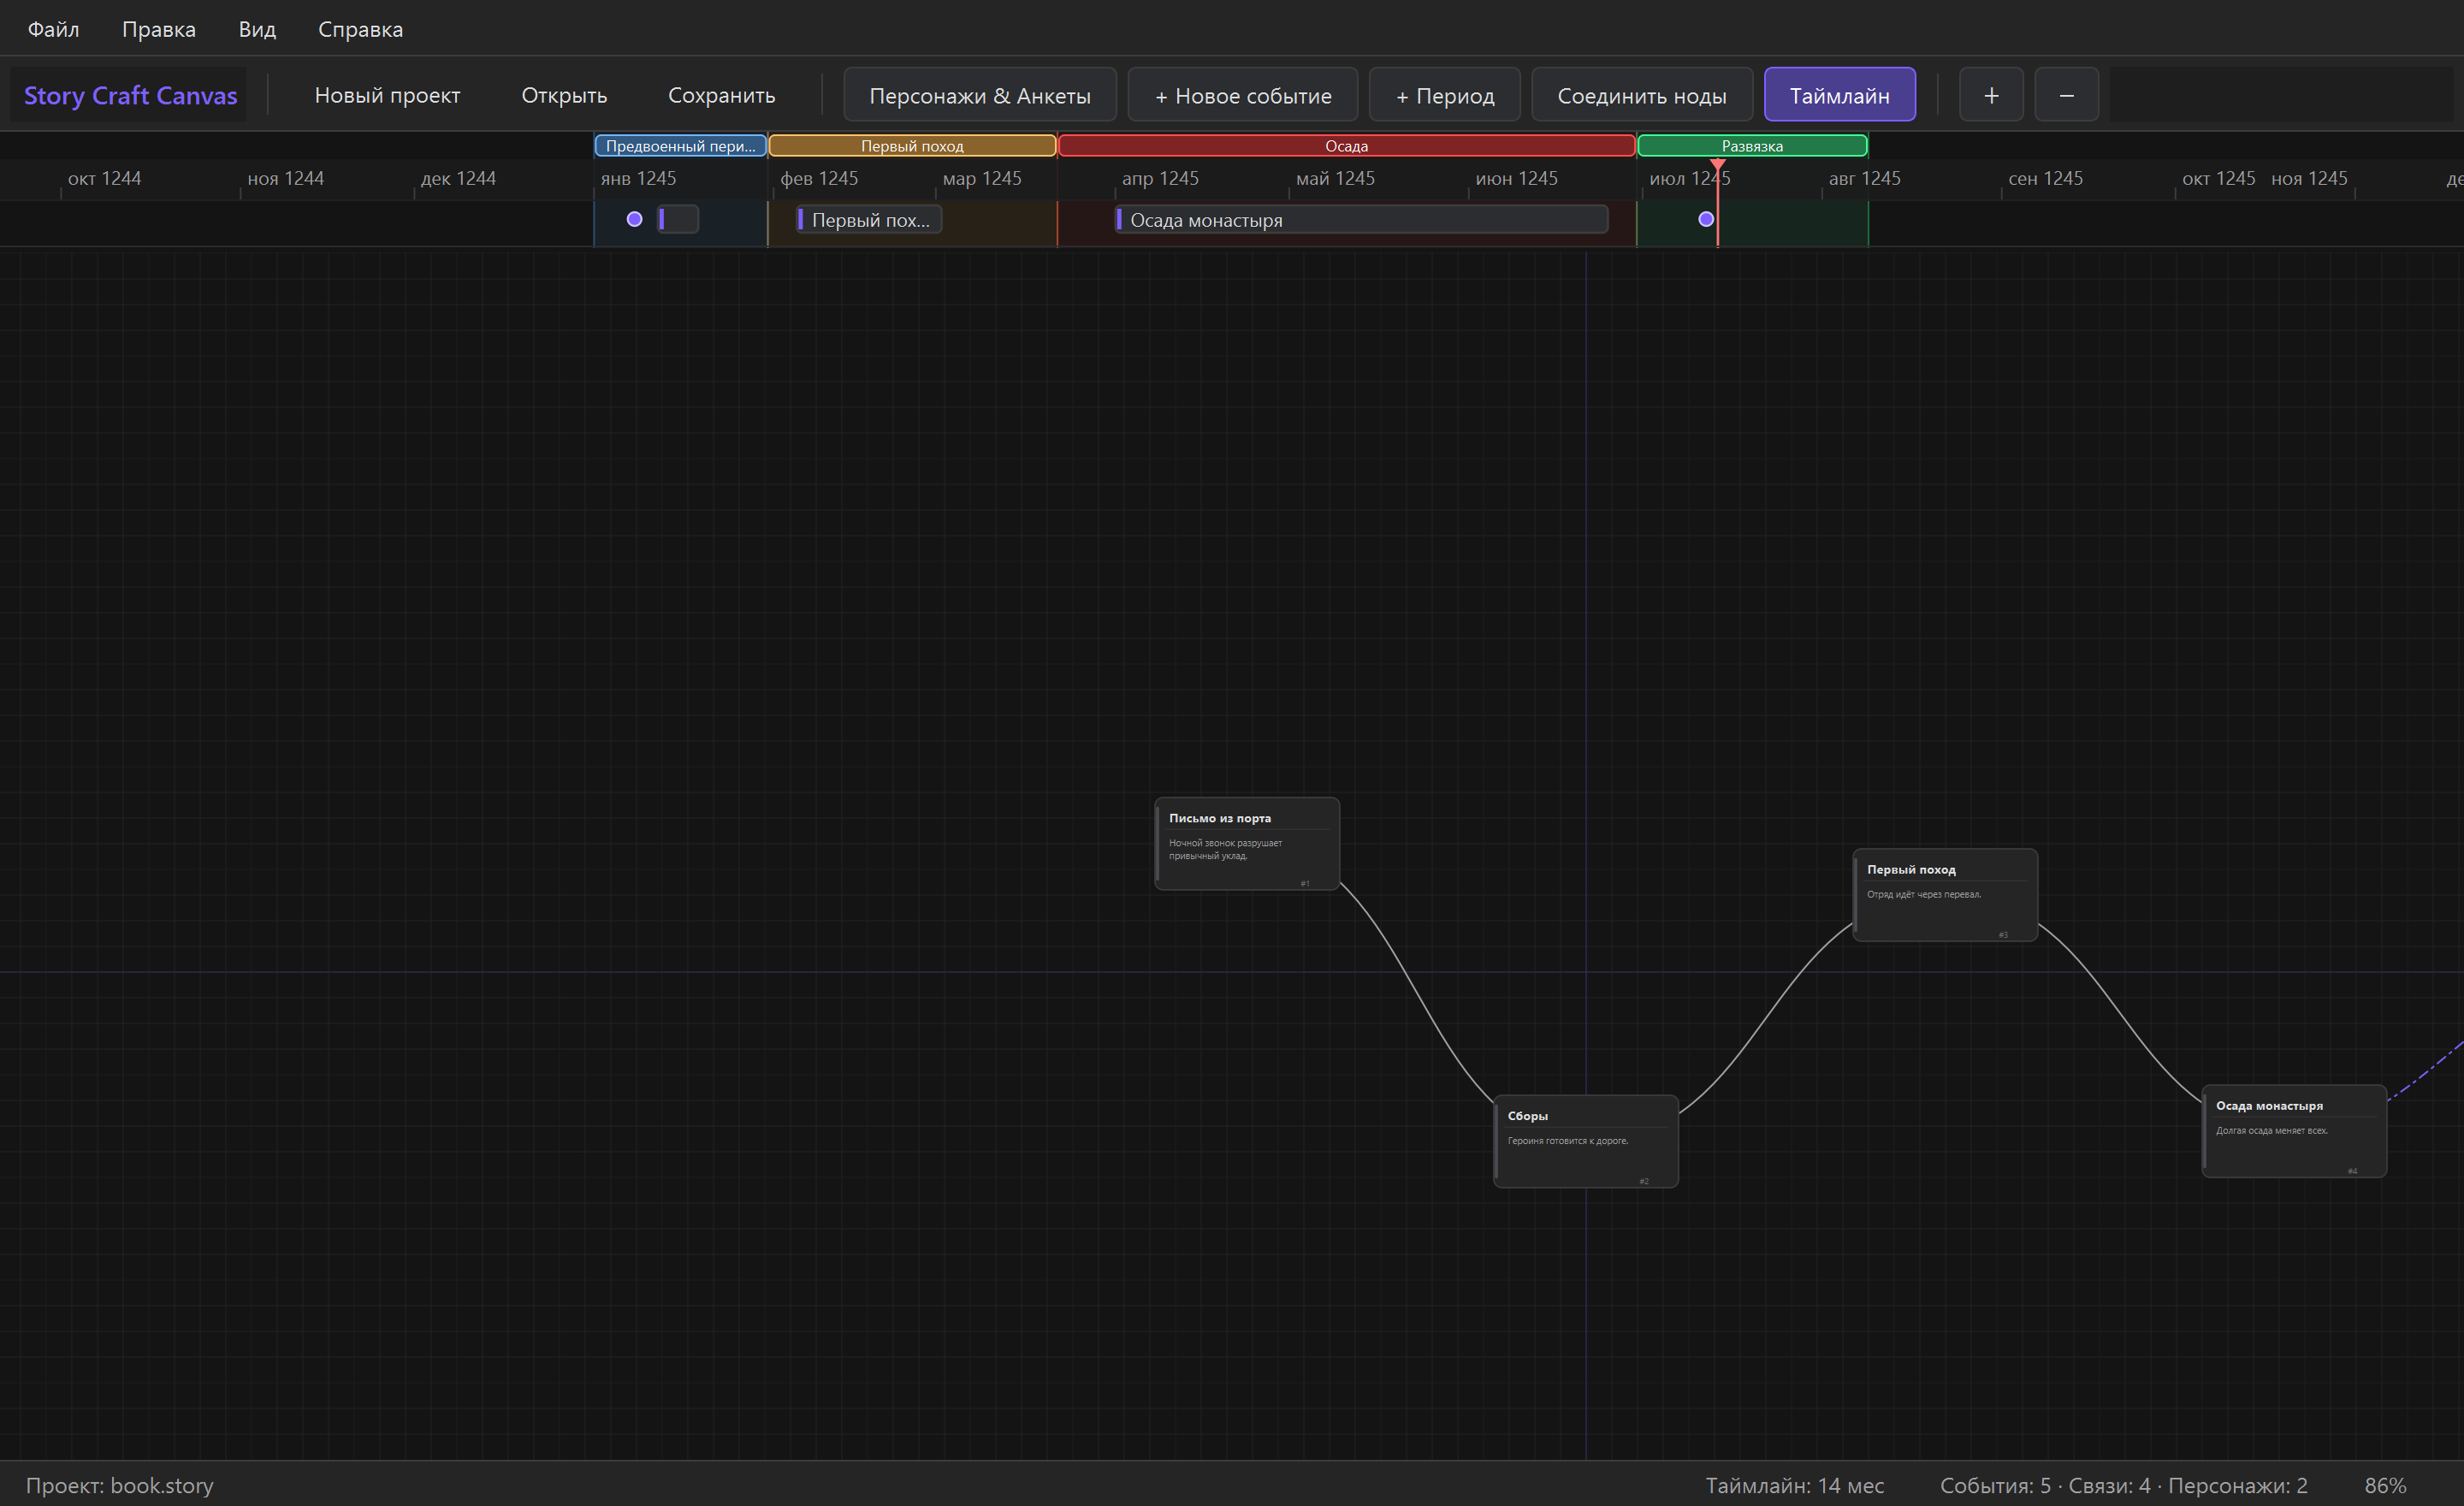 Файл Правка Вид Справка
Story Craft Canvas Новый проект Открыть Сохранить Персонажи & Анкеты + Новое событие + Период Соединить ноды Таймлайн + −
Предвоенный пери... Первый поход Осада Развязка
окт 1244 ноя 1244 дек 1244 янв 1245 фев 1245 мар 1245 апр 1245 май 1245 июн 1245 июл 1245 авг 1245 сен 1245 окт 1245 ноя 1245 де
Первый пох... Осада монастыря
Письмо из порта
Ночной звонок разрушает
привычный уклад.
#1
Первый поход
Отряд идёт через перевал.
#3
Сборы
Героиня готовится к дороге.
#2
Осада монастыря
Долгая осада меняет всех.
#4
Проект: book.story Таймлайн: 14 мес События: 5 · Связи: 4 · Персонажи: 2 86%